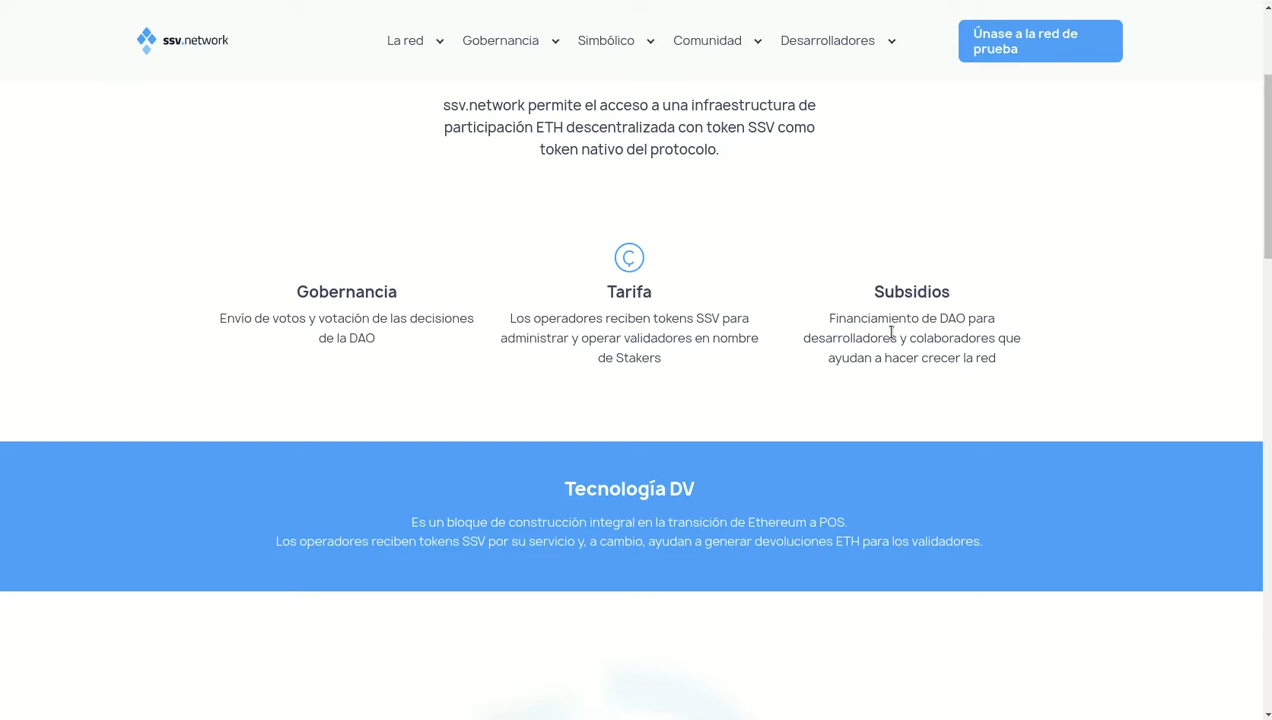 ssv.network
La red
Gobernancia
Simbólico
Comunidad
Desarrolladores
Únase a la red de
prueba
ssv.network permite el acceso a una infraestructura de
participación ETH descentralizada con token SSV como
token nativo del protocolo.
Gobernancia
Envío de votos y votación de las decisiones
de la DAO
Tarifa
Los operadores reciben tokens SSV para
administrar y operar validadores en nombre
de Stakers
Subsidios
Financiamiento de DAO para
desarrolladores y colaboradores que
ayudan a hacer crecer la red
Tecnología DV
Es un bloque de construcción integral en la transición de Ethereum a POS.
Los operadores reciben tokens SSV por su servicio y, a cambio, ayudan a generar devoluciones ETH para los validadores.